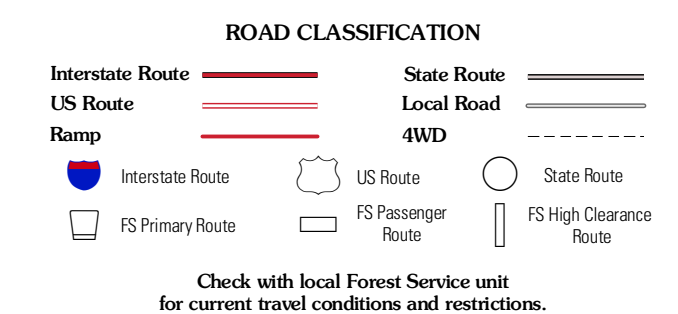 ROAD CLASSIFICATION
Interstate Route
State Route
US Route
Local Road
Ramp
4WD
Interstate Route
US Route
State Route
FS Primary Route
FS Passenger
Route
FS High Clearance
Route
Check with local Forest Service unit
for current travel conditions and restrictions.